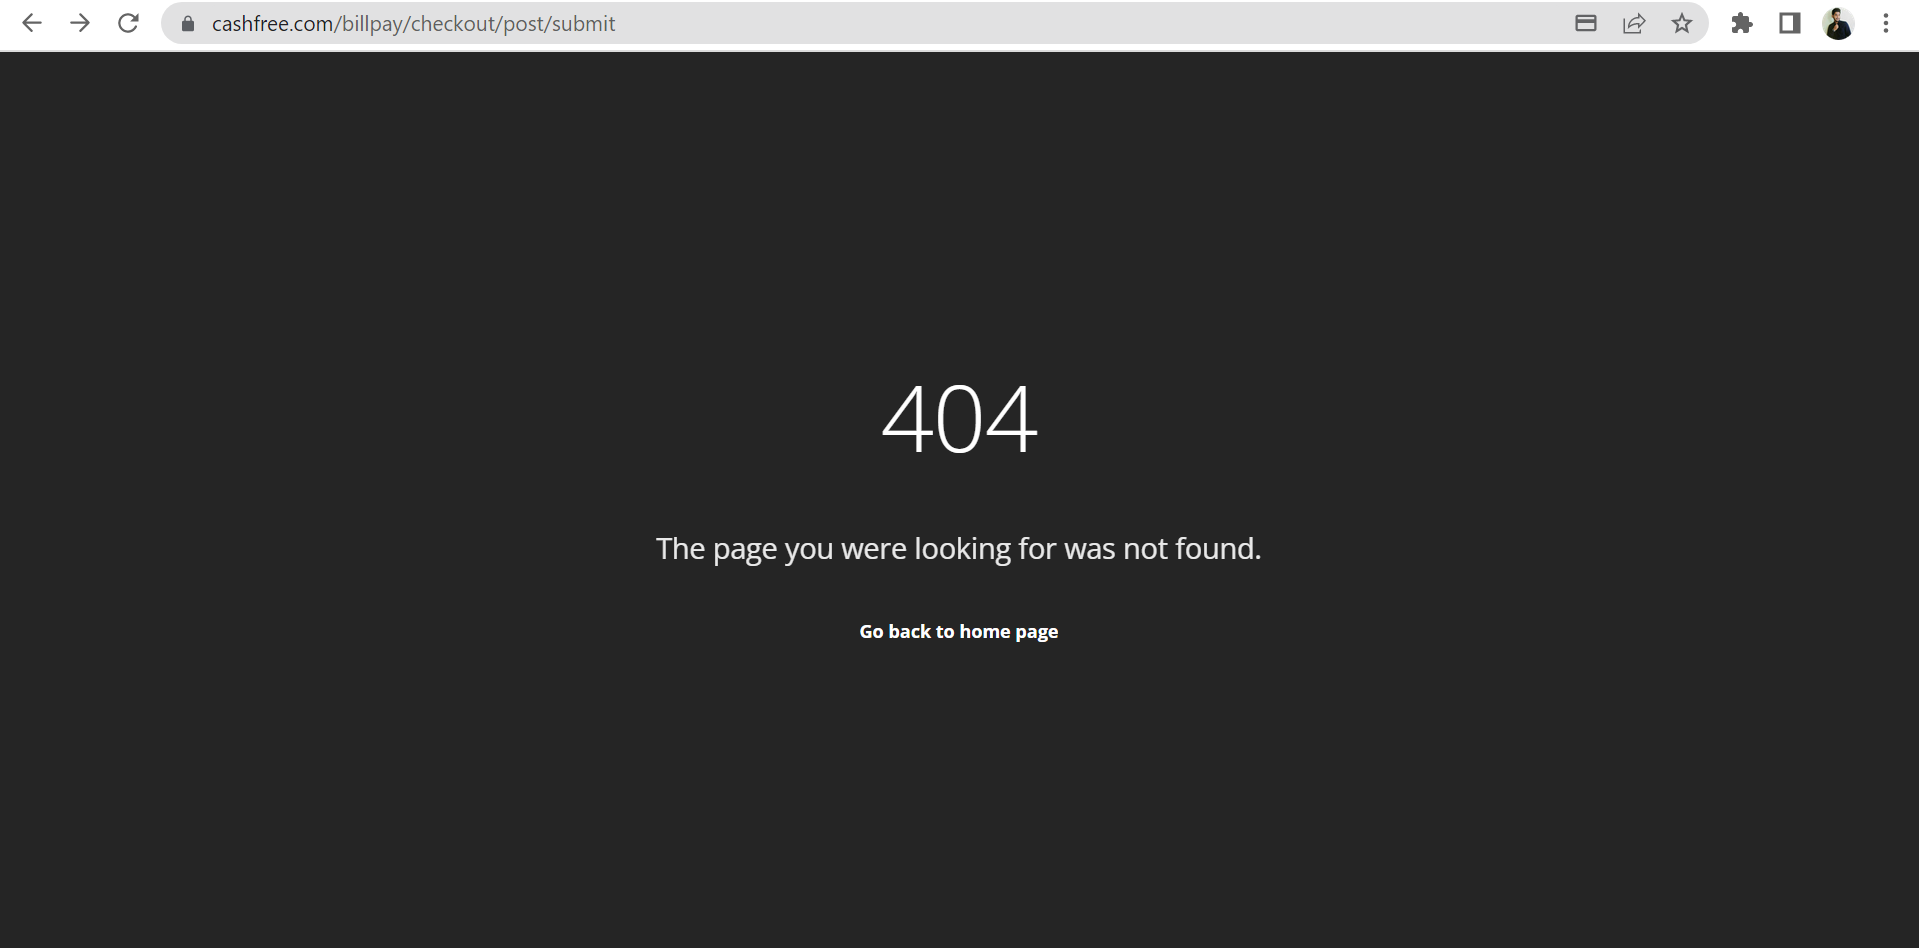 cashfree.com/billpay/checkout/post/submit
404
The page you were looking for was not found.
Go back to home page